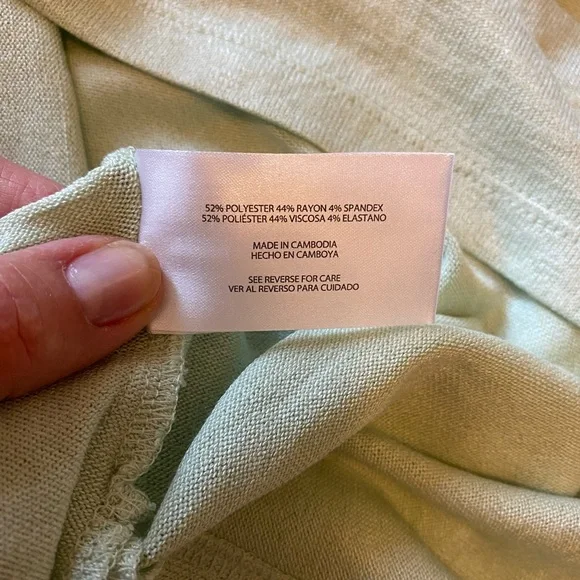 52% POLYESTER 44% RAYON 4% SPANDEX
52% POLIÉSTER 44% VISCOSA 4% ELASTANO
MADE IN CAMBODIA
HECHO EN CAMBOYA
SEE REVERSE FOR CARE
VER AL REVERSO PARA CUIDADO